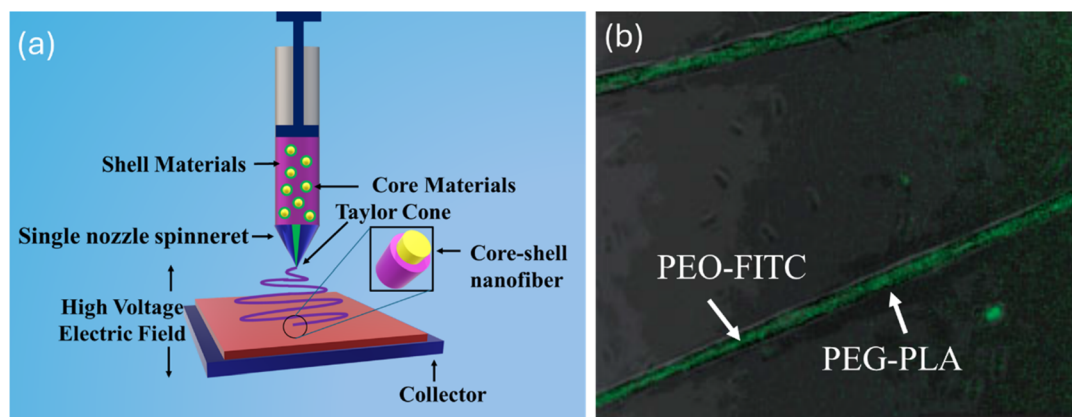 (a)
Shell Materials
Core Materials
Taylor Cone
Single nozzle spinneret
Core-shell
nanofiber
High Voltage
Electric Field
Collector
(b)
PEO-FITC
PEG-PLA